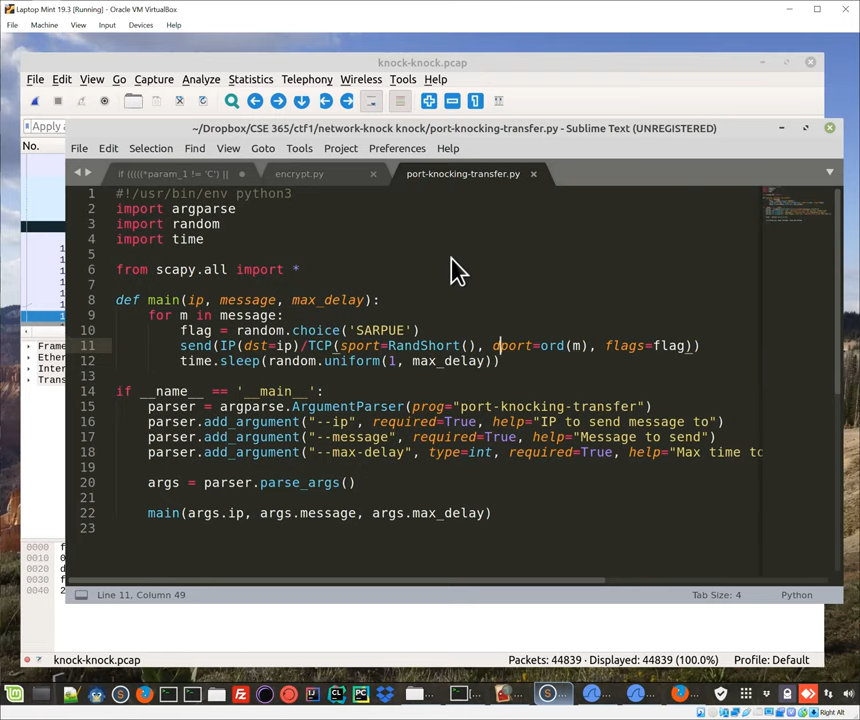 Laptop Mint 19.3 [Running] - Oracle VM VirtualBox
File Machine View Input Devices Help
knock-knock.pcap
File Edit View Go Capture Analyze Statistics Telephony Wireless Tools Help
Apply a
No.
~/Dropbox/CSE 365/ctf1/network-knock knock/port-knocking-transfer.py - Sublime Text (UNREGISTERED)
File Edit Selection Find View Goto Tools Project Preferences Help
if (((((*param_1 != 'C') || encrypt.py port-knocking-transfer.py
1 #!/usr/bin/env python3
2 import argparse
3 import random
4 import time
5
6 from scapy.all import *
7
8 def main(ip, message, max_delay):
9 for m in message:
10 flag = random.choice('SARPUE')
11 send(IP(dst=ip)/TCP(sport=RandShort(), dport=ord(m), flags=flag))
12 time.sleep(random.uniform(1, max_delay))
13
14 if __name__ == '__main__':
15 parser = argparse.ArgumentParser(prog="port-knocking-transfer")
16 parser.add_argument("--ip", required=True, help="IP to send message to")
17 parser.add_argument("--message", required=True, help="Message to send")
18 parser.add_argument("--max-delay", type=int, required=True, help="Max time to
19
20 args = parser.parse_args()
21
22 main(args.ip, args.message, args.max_delay)
23
Fram
Ether
Inter
Trans
0000 f
0010 0
0020 d
0030 f
0040 2
Line 11, Column 49 Tab Size: 4 Python
knock-knock.pcap Packets: 44839 · Displayed: 44839 (100.0%) Profile: Default
Right Alt